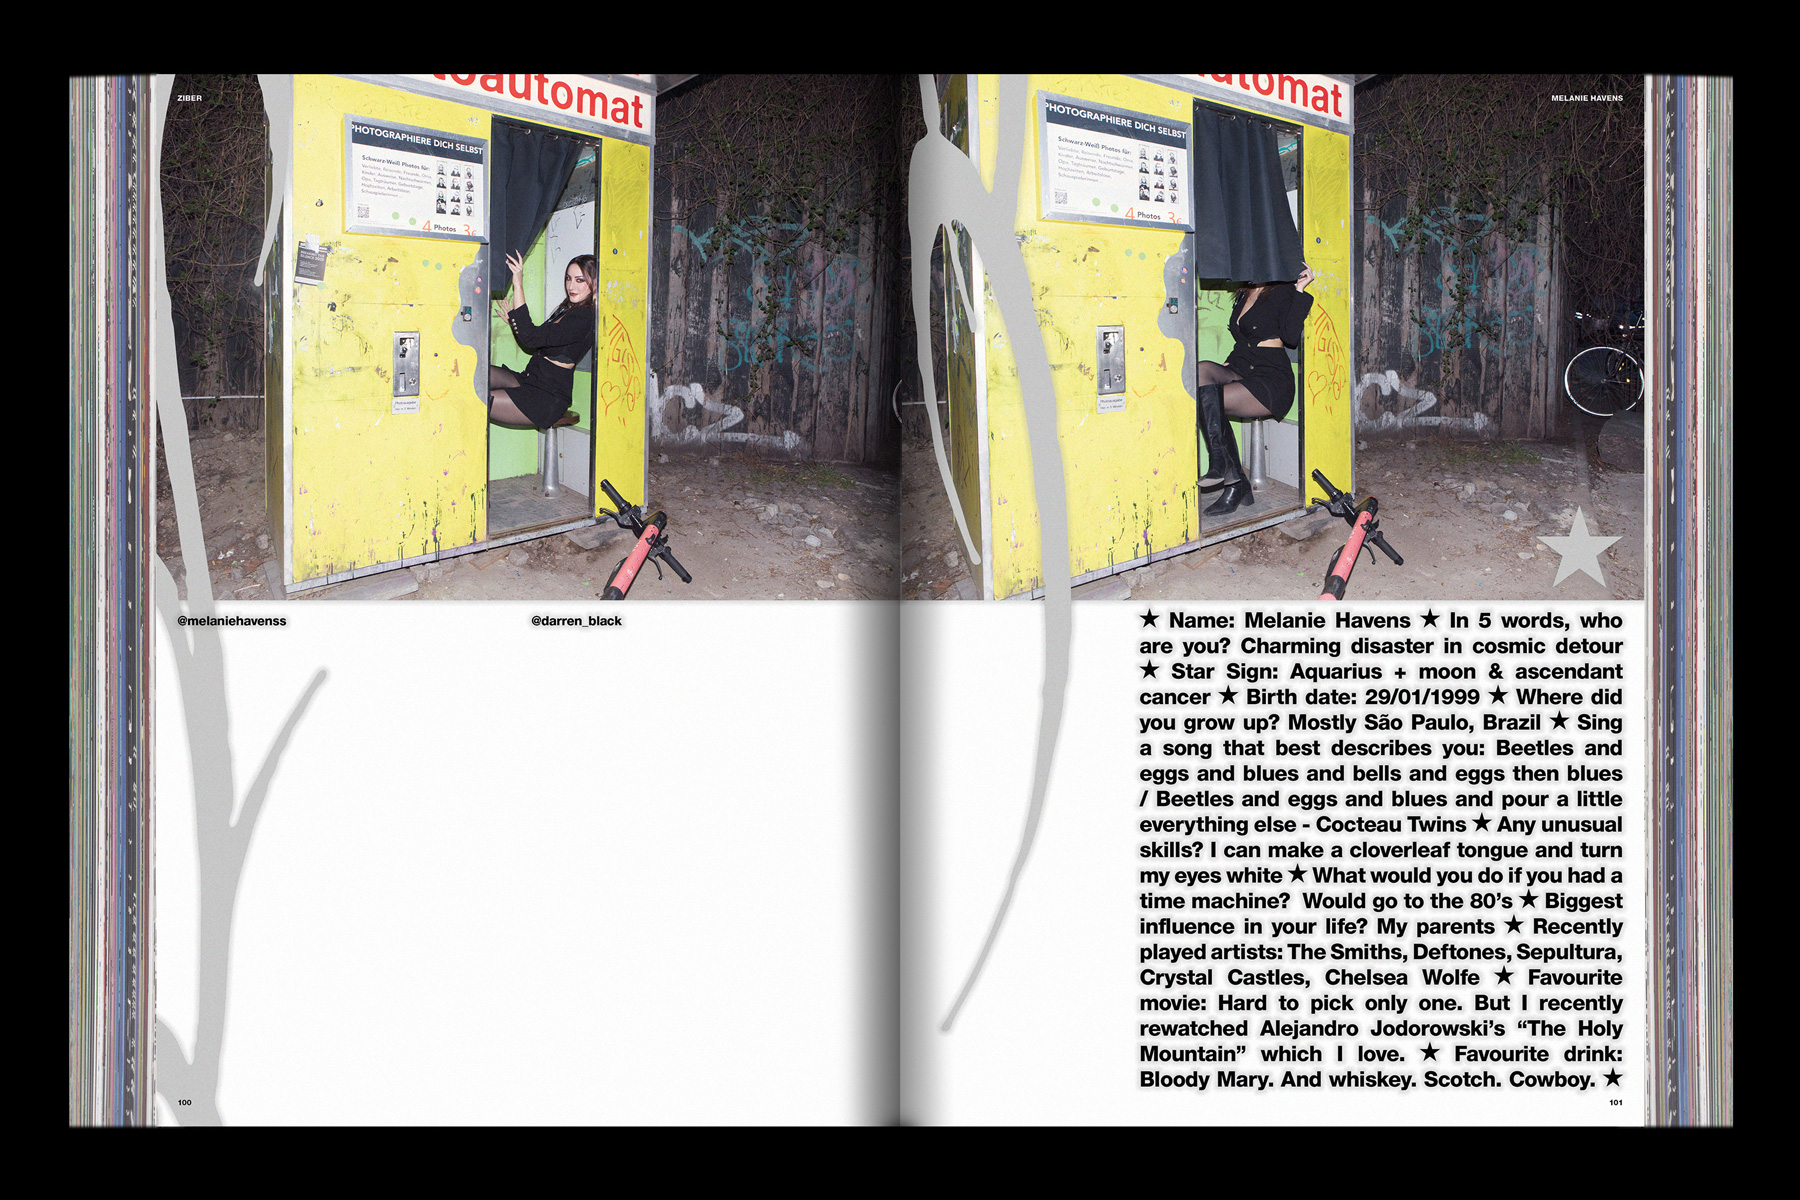 ZIBER
toautomat
PHOTOGRAPHIERE DICH SELBST
Schwarz-Weiß Photos für:
4 Photos 3€
@melaniehavenss
@darren_black
100
MELANIE HAVENS
automat
PHOTOGRAPHIERE DICH SELBST
Schwarz-Weiß Photos für:
4 Photos 3€
★ Name: Melanie Havens ★ In 5 words, who
are you? Charming disaster in cosmic detour
★ Star Sign: Aquarius + moon & ascendant
cancer ★ Birth date: 29/01/1999 ★ Where did
you grow up? Mostly São Paulo, Brazil ★ Sing
a song that best describes you: Beetles and
eggs and blues and bells and eggs then blues
/ Beetles and eggs and blues and pour a little
everything else - Cocteau Twins ★ Any unusual
skills? I can make a cloverleaf tongue and turn
my eyes white ★ What would you do if you had a
time machine? Would go to the 80’s ★ Biggest
influence in your life? My parents ★ Recently
played artists: The Smiths, Deftones, Sepultura,
Crystal Castles, Chelsea Wolfe ★ Favourite
movie: Hard to pick only one. But I recently
rewatched Alejandro Jodorowski’s “The Holy
Mountain” which I love. ★ Favourite drink:
Bloody Mary. And whiskey. Scotch. Cowboy. ★
101